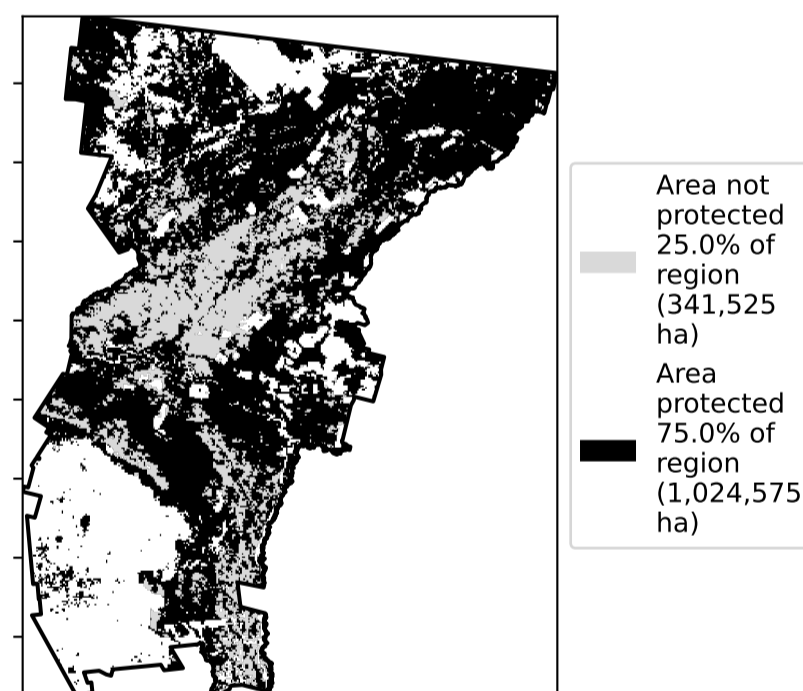 Area not
protected
25.0% of
region
(341,525
ha)
Area
protected
75.0% of
region
(1,024,575
ha)